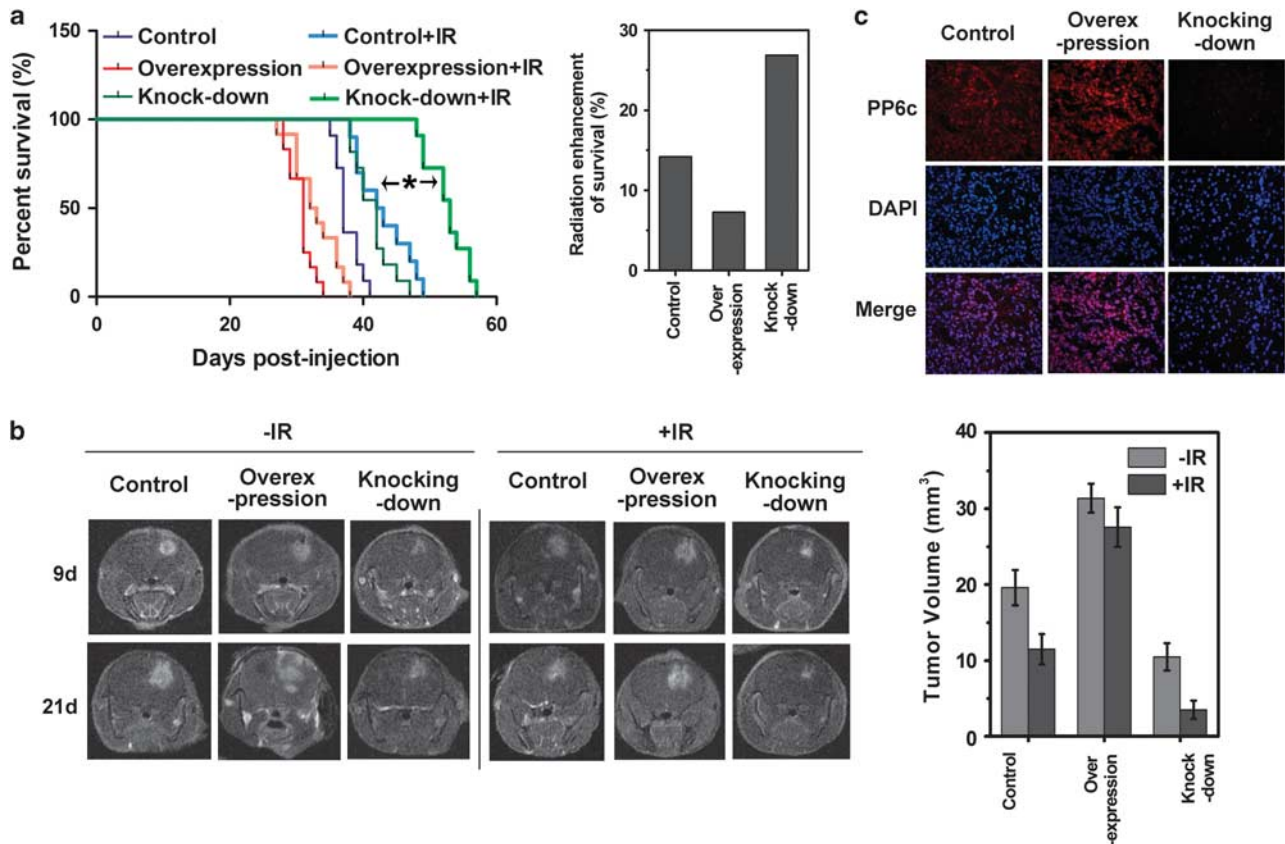 a
150
100
50
0
Percent survival (%)
Control
Overexpression
Knock-down
Control+IR
Overexpression+IR
Knock-down+IR
*
0
20
40
60
Days post-injection
Radiation enhancement
of survival (%)
30
20
10
0
Control
Over
-expression
Knock
-down
c
Control
Overex
-pression
Knocking
-down
PP6c
DAPI
Merge
b
-IR
+IR
Control
Overex
-pression
Knocking
-down
Control
Overex
-pression
Knocking
-down
9d
21d
Tumor Volume (mm³)
40
30
20
10
0
-IR
+IR
Control
Over
-expression
Knock
-down